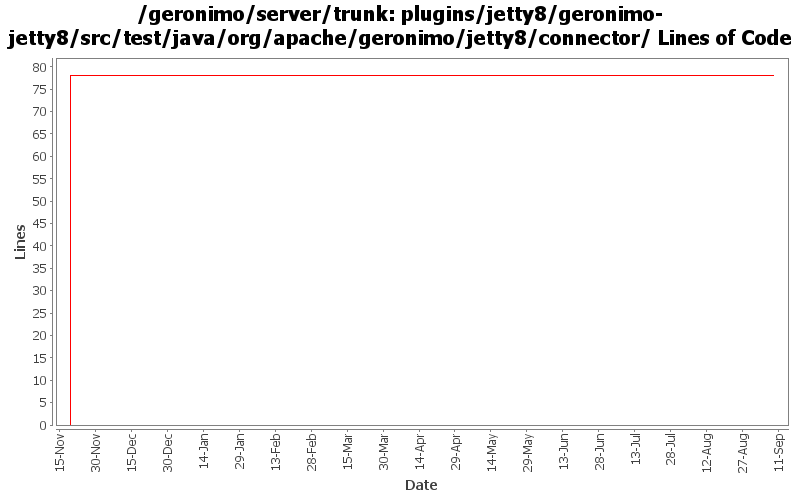 /geronimo/server/trunk: plugins/jetty8/geronimo-
jetty8/src/test/java/org/apache/geronimo/jetty8/connector/ Lines of Code
80
75
70
65
60
55
50
45
40
35
30
25
20
15
10
5
0
Lines
15-Nov
30-Nov
15-Dec
30-Dec
14-Jan
29-Jan
13-Feb
28-Feb
15-Mar
30-Mar
14-Apr
29-Apr
14-May
29-May
13-Jun
28-Jun
13-Jul
28-Jul
12-Aug
27-Aug
11-Sep
Date